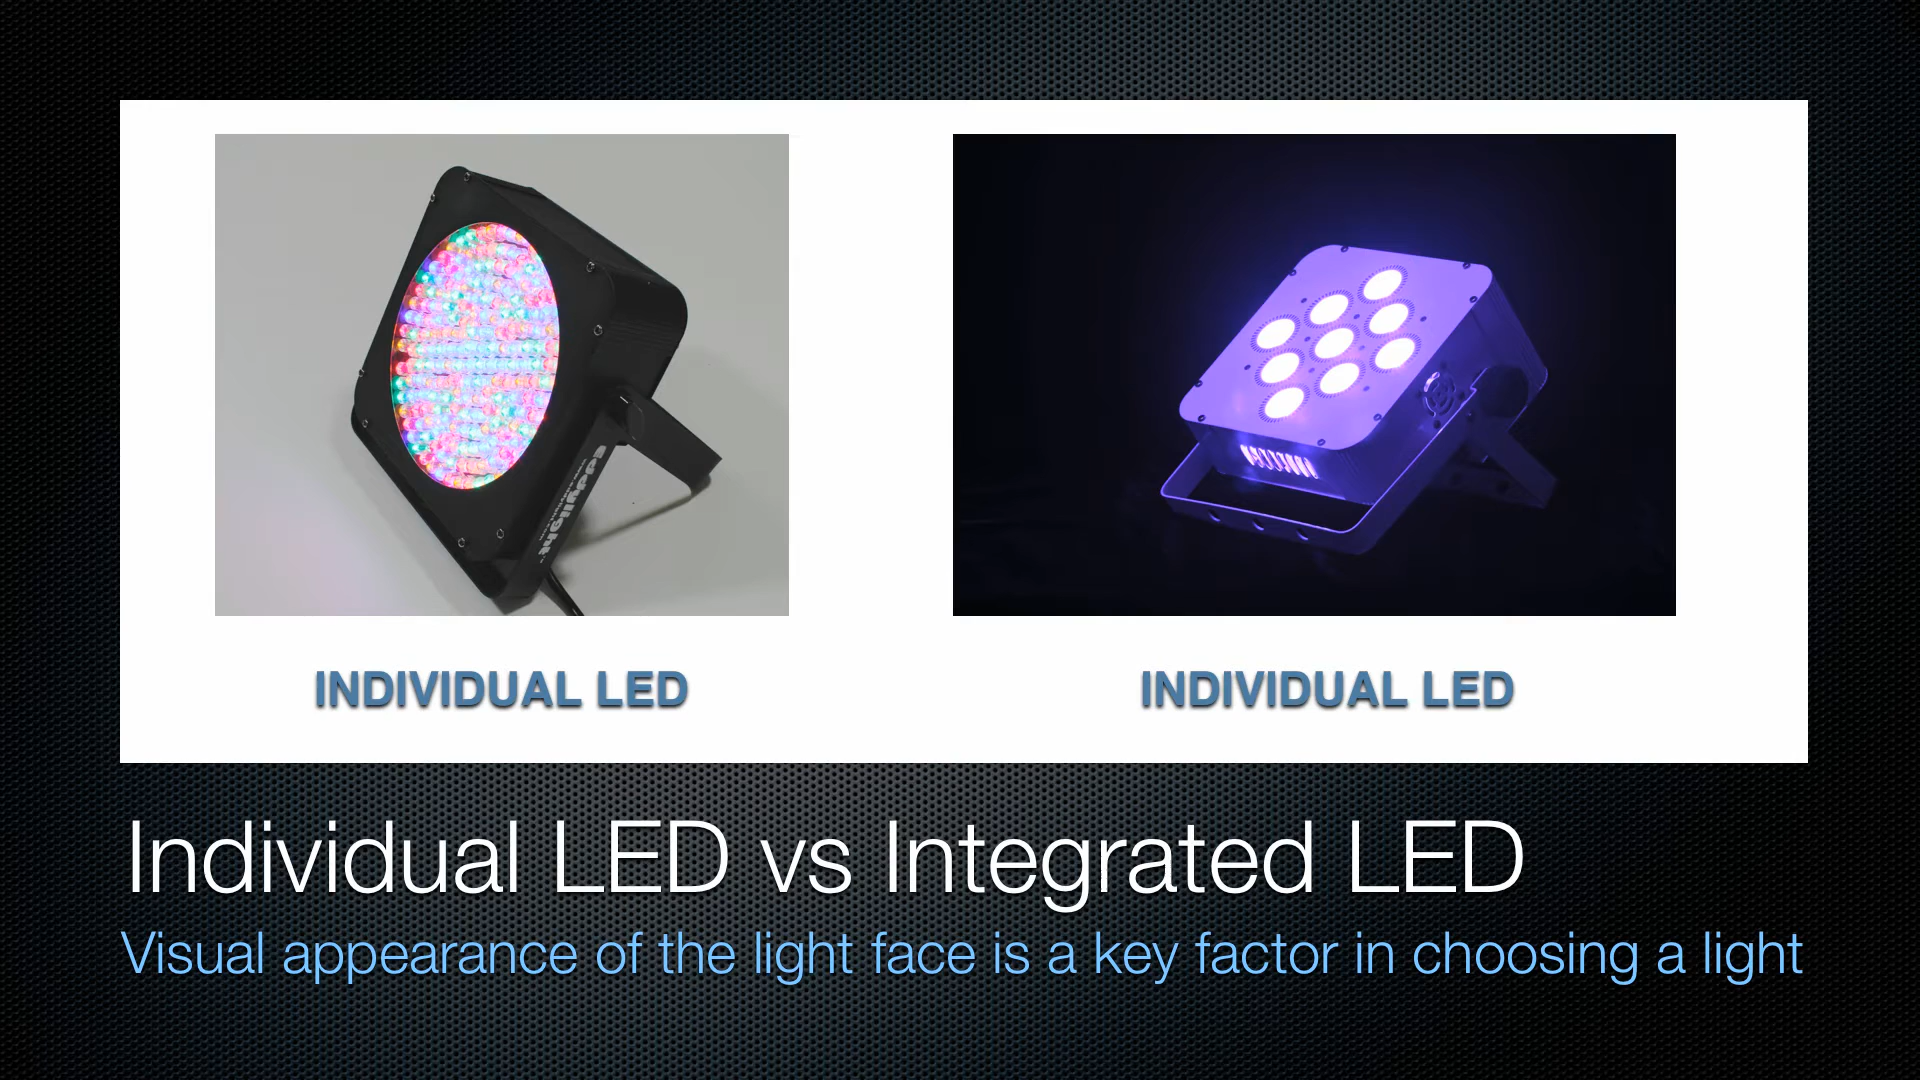 eddylight
INDIVIDUAL LED
INDIVIDUAL LED
Individual LED vs Integrated LED
Visual appearance of the light face is a key factor in choosing a light